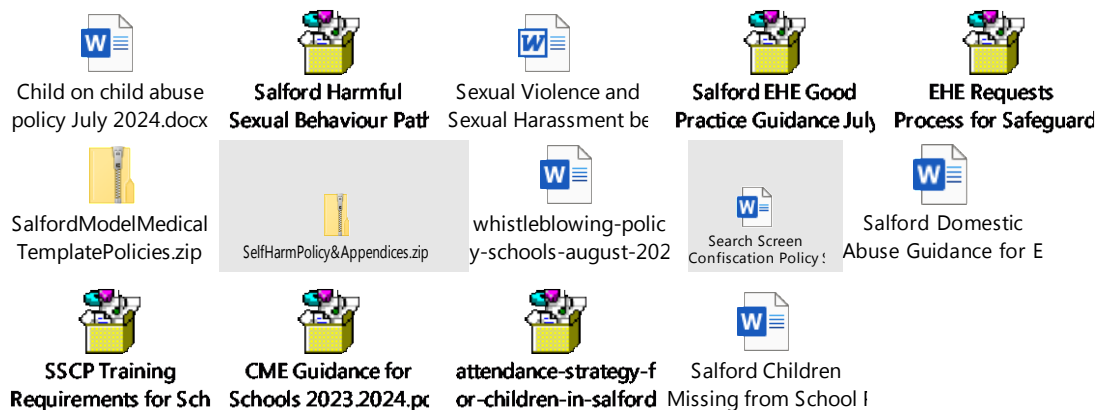 Child on child abuse
policy July 2024.docx
Salford Harmful
Sexual Behaviour Path
Sexual Violence and
Sexual Harassment be
Salford EHE Good
Practice Guidance July
EHE Requests
Process for Safeguard
SalfordModelMedical
TemplatePolicies.zip
SelfHarmPolicy&Appendices.zip
whistleblowing-polic
y-schools-august-202
Search Screen
Confiscation Policy S
Salford Domestic
Abuse Guidance for E
SSCP Training
Requirements for Sch
CME Guidance for
Schools 2023.2024.pd
attendance-strategy-f
or-children-in-salford
Salford Children
Missing from School P